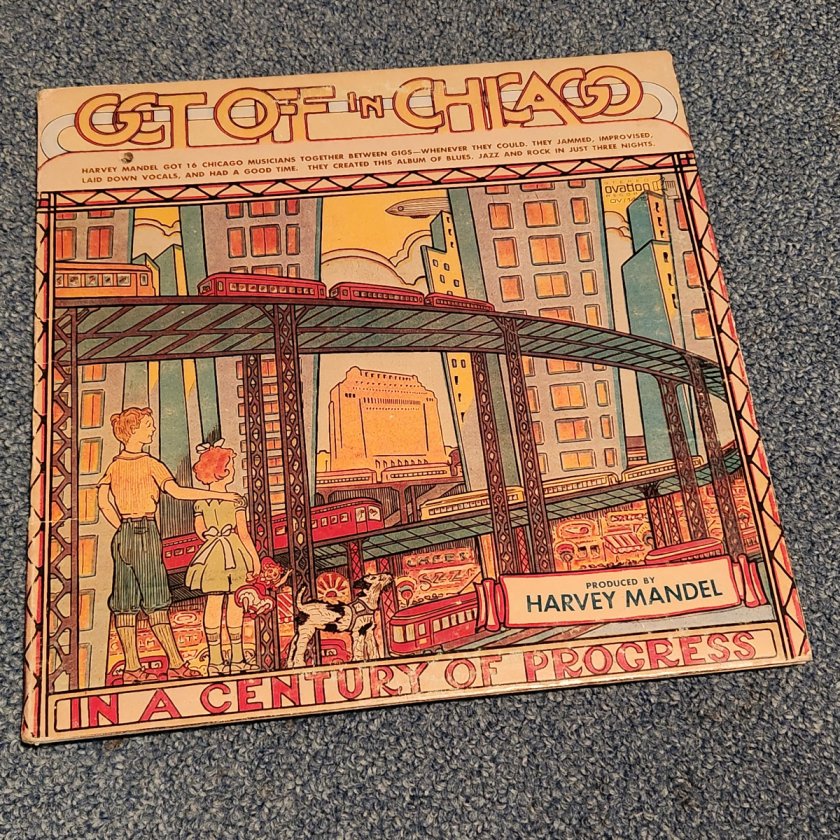 GET OFF IN CHICAGO
HARVEY MANDEL GOT 16 CHICAGO MUSICIANS TOGETHER BETWEEN GIGS—WHENEVER THEY COULD. THEY JAMMED, IMPROVISED,
LAID DOWN VOCALS, AND HAD A GOOD TIME. THEY CREATED THIS ALBUM OF BLUES. JAZZ AND ROCK IN JUST THREE NIGHTS.
ovation
PRODUCED BY
HARVEY MANDEL
IN A CENTURY OF PROGRESS